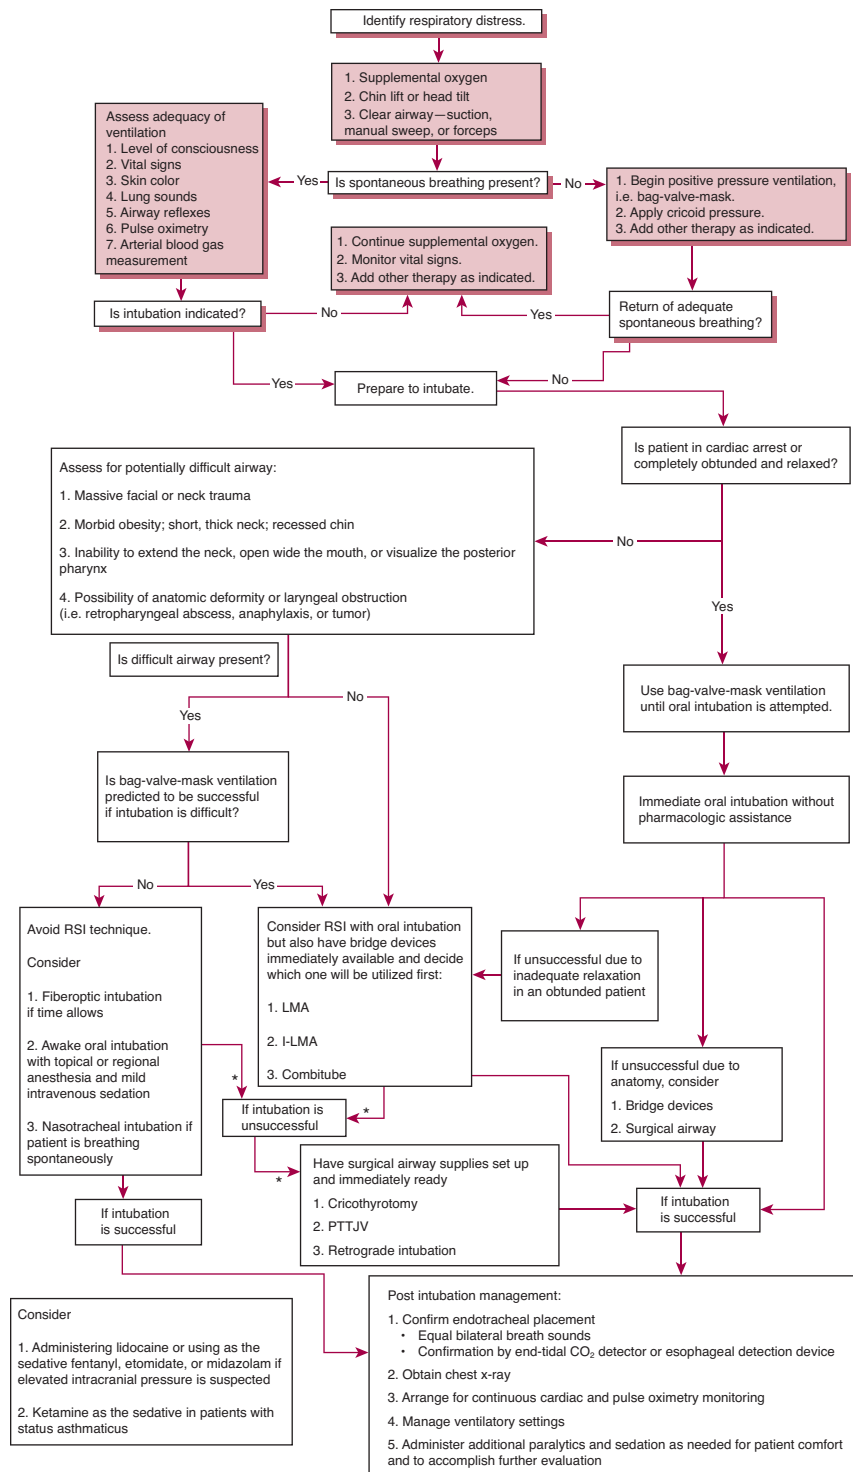 Identify respiratory distress.
1. Supplemental oxygen
2. Chin lift or head tilt
3. Clear airway—suction,
manual sweep, or forceps
Assess adequacy of
ventilation
1. Level of consciousness
2. Vital signs
3. Skin color
4. Lung sounds
5. Airway reflexes
6. Pulse oximetry
7. Arterial blood gas
measurement
Yes
Is spontaneous breathing present?
No
1. Begin positive pressure ventilation,
i.e. bag-valve-mask.
2. Apply cricoid pressure.
3. Add other therapy as indicated.
1. Continue supplemental oxygen.
2. Monitor vital signs.
3. Add other therapy as indicated.
Is intubation indicated?
No
Yes
Return of adequate
spontaneous breathing?
Yes
Prepare to intubate.
No
Is patient in cardiac arrest or
completely obtunded and relaxed?
Assess for potentially difficult airway:
1. Massive facial or neck trauma
2. Morbid obesity; short, thick neck; recessed chin
3. Inability to extend the neck, open wide the mouth, or visualize the posterior
pharynx
4. Possibility of anatomic deformity or laryngeal obstruction
(i.e. retropharyngeal abscess, anaphylaxis, or tumor)
No
Yes
Is difficult airway present?
Yes
No
Use bag-valve-mask ventilation
until oral intubation is attempted.
Is bag-valve-mask ventilation
predicted to be successful
if intubation is difficult?
Immediate oral intubation without
pharmacologic assistance
No
Yes
Avoid RSI technique.
Consider
1. Fiberoptic intubation
if time allows
2. Awake oral intubation
with topical or regional
anesthesia and mild
intravenous sedation
3. Nasotracheal intubation if
patient is breathing
spontaneously
Consider RSI with oral intubation
but also have bridge devices
immediately available and decide
which one will be utilized first:
1. LMA
2. I-LMA
3. Combitube
If unsuccessful due to
inadequate relaxation
in an obtunded patient
If unsuccessful due to
anatomy, consider
1. Bridge devices
2. Surgical airway
*
If intubation is
unsuccessful
*
*
Have surgical airway supplies set up
and immediately ready
1. Cricothyrotomy
2. PTTJV
3. Retrograde intubation
If intubation
is successful
If intubation
is successful
Consider
1. Administering lidocaine or using as the
sedative fentanyl, etomidate, or midazolam if
elevated intracranial pressure is suspected
2. Ketamine as the sedative in patients with
status asthmaticus
Post intubation management:
1. Confirm endotracheal placement
• Equal bilateral breath sounds
• Confirmation by end-tidal CO₂ detector or esophageal detection device
2. Obtain chest x-ray
3. Arrange for continuous cardiac and pulse oximetry monitoring
4. Manage ventilatory settings
5. Administer additional paralytics and sedation as needed for patient comfort
and to accomplish further evaluation